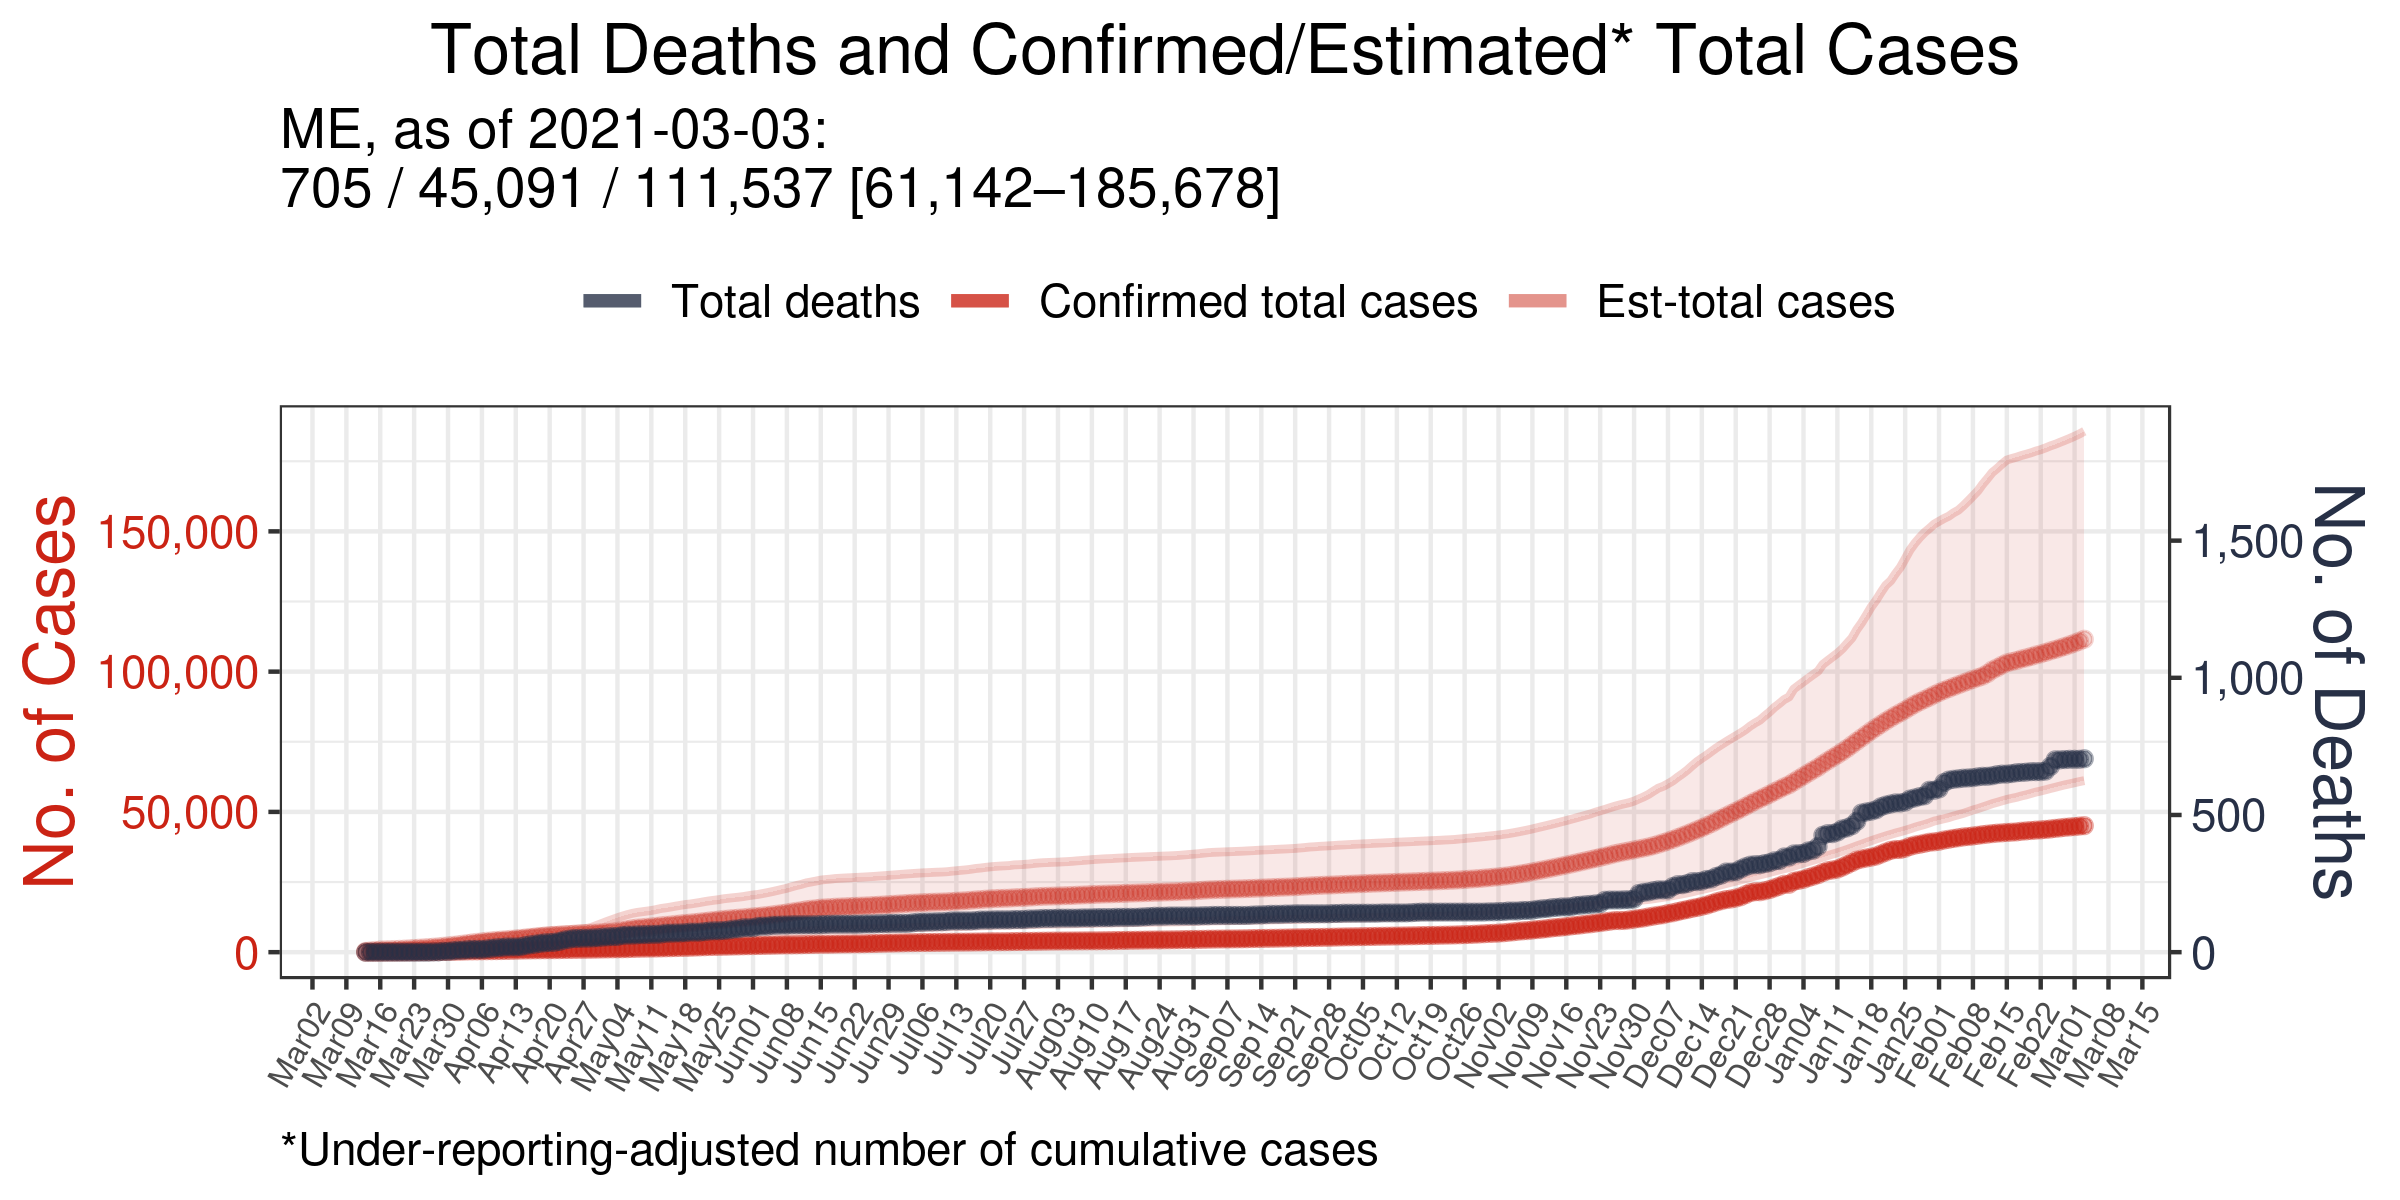 Total Deaths and Confirmed/Estimated* Total Cases
ME, as of 2021-03-03:
705 / 45,091 / 111,537 [61,142–185,678]
Total deaths
Confirmed total cases
Est-total cases
No. of Cases
150,000
100,000
50,000
0
1,500
1,000
500
0
No. of Deaths
Mar02
Mar09
Mar16
Mar23
Mar30
Apr06
Apr13
Apr20
Apr27
May04
May11
May18
May25
Jun01
Jun08
Jun15
Jun22
Jun29
Jul06
Jul13
Jul20
Jul27
Aug03
Aug10
Aug17
Aug24
Aug31
Sep07
Sep14
Sep21
Sep28
Oct05
Oct12
Oct19
Oct26
Nov02
Nov09
Nov16
Nov23
Nov30
Dec07
Dec14
Dec21
Dec28
Jan04
Jan11
Jan18
Jan25
Feb01
Feb08
Feb15
Feb22
Mar01
Mar08
Mar15
*Under-reporting-adjusted number of cumulative cases